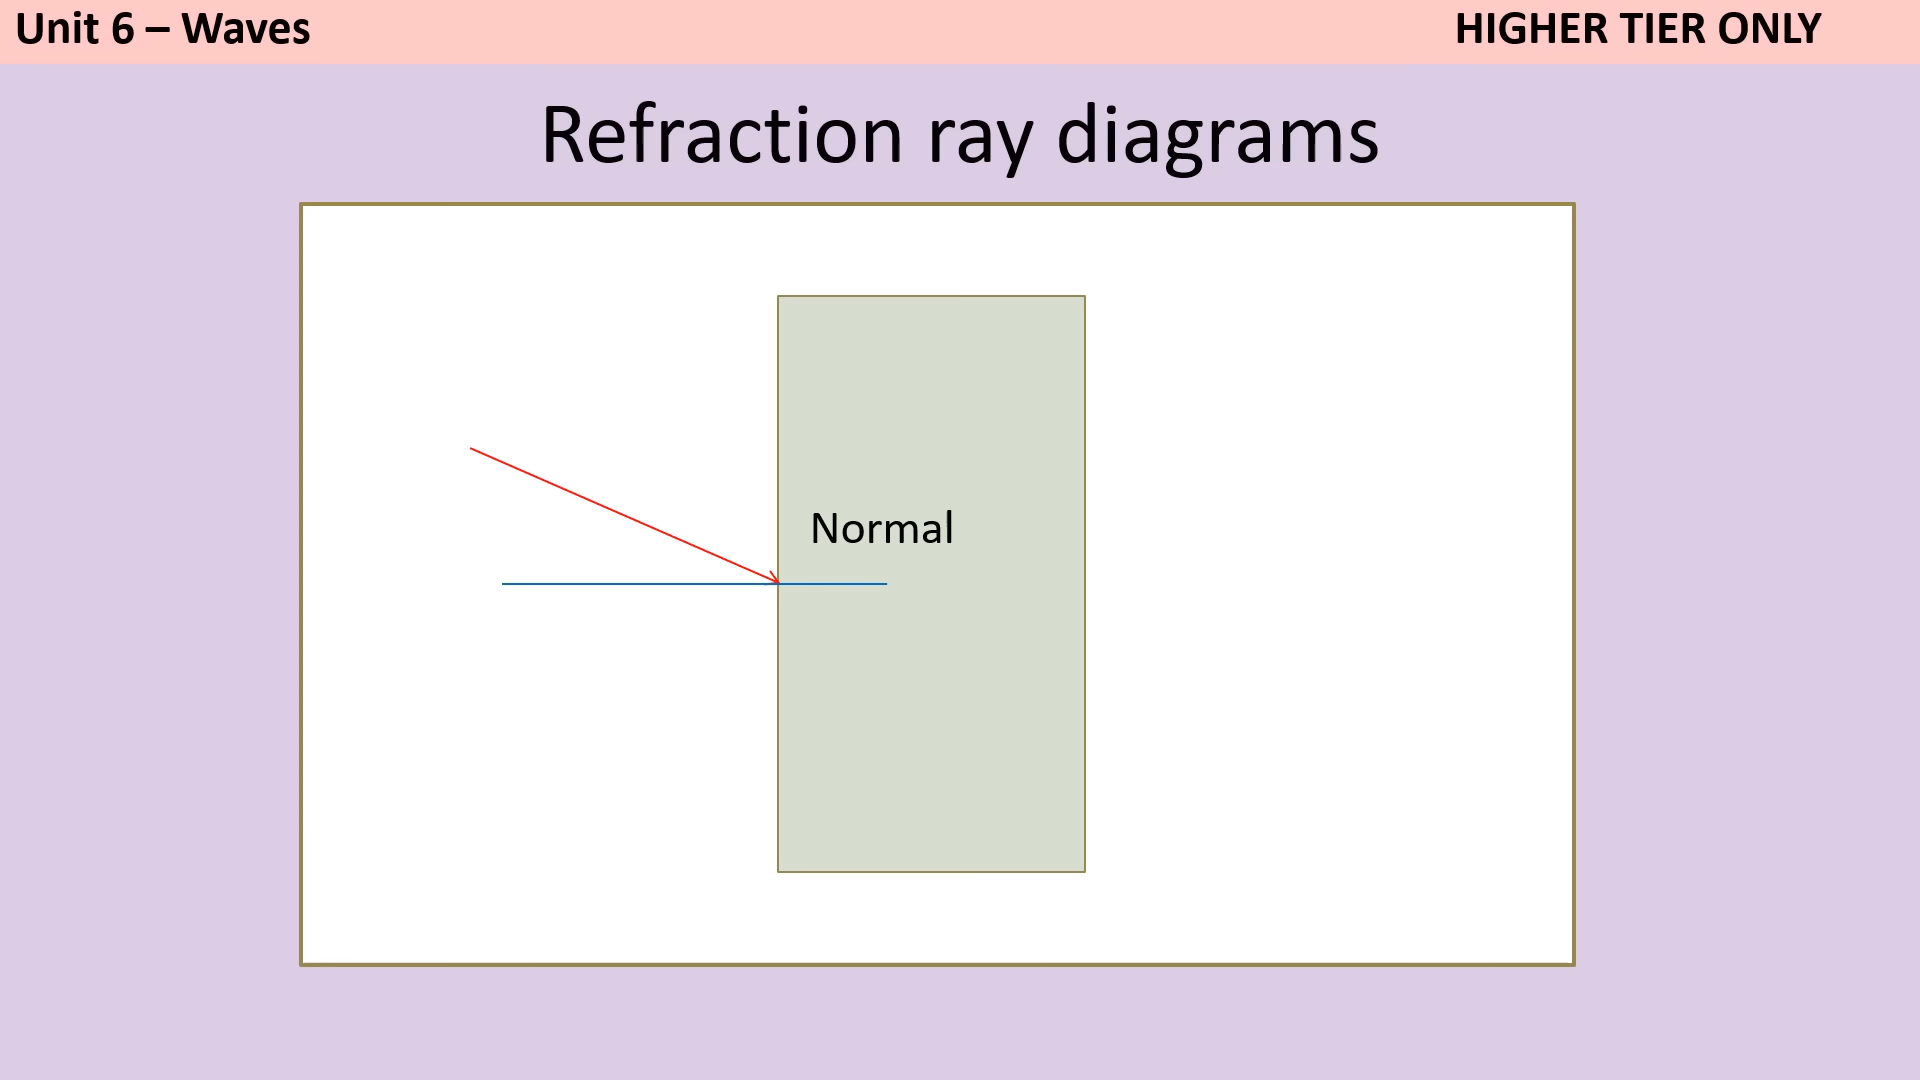 Unit 6 – Waves
HIGHER TIER ONLY
Refraction ray diagrams
Normal